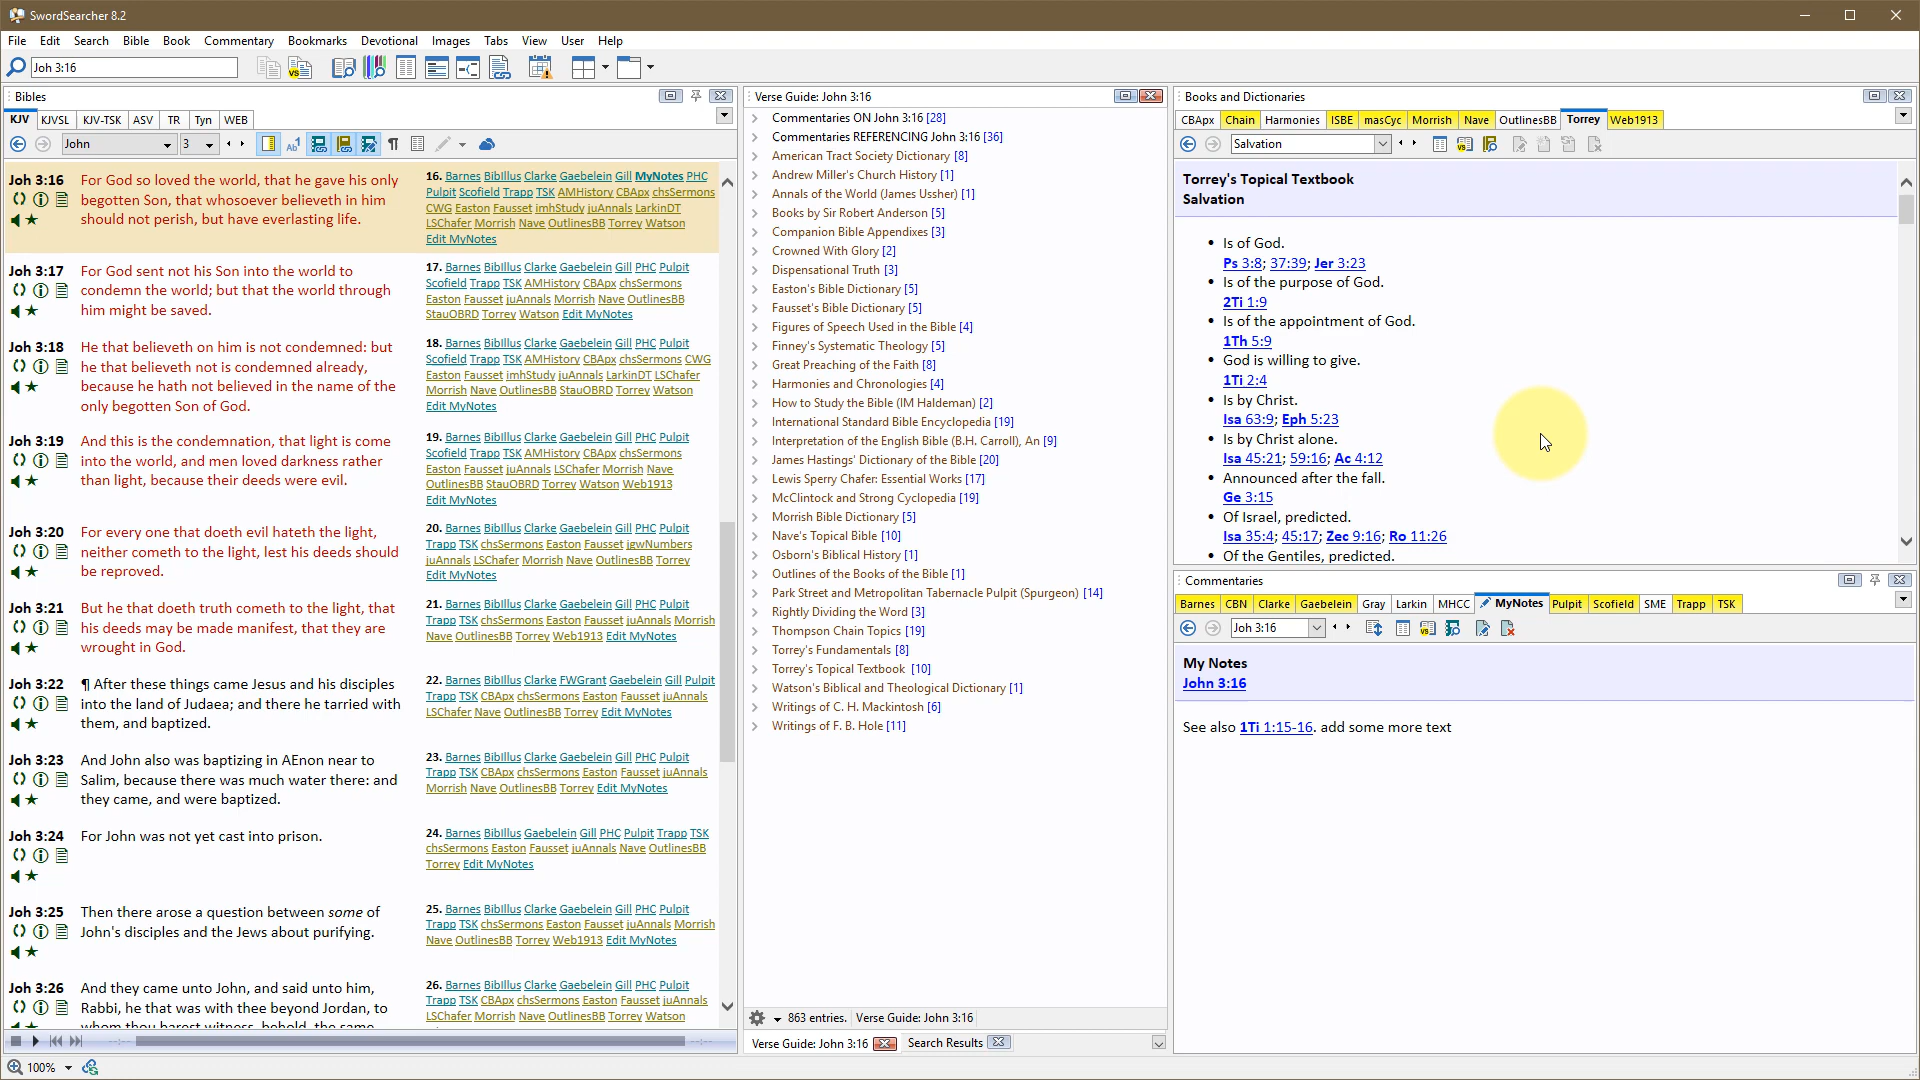 SwordSearcher 8.2
File Edit Search Bible Book Commentary Bookmarks Devotional Images Tabs View User Help
Joh 3:16
Bibles
KJV KJVSL KJV-TSK ASV TR Tyn WEB
John 3
Joh 3:16 For God so loved the world, that he gave his only
begotten Son, that whosoever believeth in him
should not perish, but have everlasting life.
16. Barnes BibIllus Clarke Gaebelein Gill MyNotes PHC
Pulpit Scofield Trapp TSK AMHistory CBApx chsSermons
CWG Easton Fausset imhStudy juAnnals LarkinDT
LSChafer Morrish Nave OutlinesBB Torrey Watson
Edit MyNotes
Joh 3:17 For God sent not his Son into the world to
condemn the world; but that the world through
him might be saved.
17. Barnes BibIllus Clarke Gaebelein Gill PHC Pulpit
Scofield Trapp TSK AMHistory CBApx chsSermons
Easton Fausset juAnnals Morrish Nave OutlinesBB
StauOBRD Torrey Watson Edit MyNotes
Joh 3:18 He that believeth on him is not condemned: but
he that believeth not is condemned already,
because he hath not believed in the name of the
only begotten Son of God.
18. Barnes BibIllus Clarke Gaebelein Gill PHC Pulpit
Scofield Trapp TSK AMHistory CBApx chsSermons CWG
Easton Fausset imhStudy juAnnals LarkinDT LSChafer
Morrish Nave OutlinesBB StauOBRD Torrey Watson
Edit MyNotes
Joh 3:19 And this is the condemnation, that light is come
into the world, and men loved darkness rather
than light, because their deeds were evil.
19. Barnes BibIllus Clarke Gaebelein Gill PHC Pulpit
Scofield Trapp TSK AMHistory CBApx chsSermons
Easton Fausset juAnnals LSChafer Morrish Nave
OutlinesBB StauOBRD Torrey Watson Web1913
Edit MyNotes
Joh 3:20 For every one that doeth evil hateth the light,
neither cometh to the light, lest his deeds should
be reproved.
20. Barnes BibIllus Clarke Gaebelein Gill PHC Pulpit
Trapp TSK chsSermons Easton Fausset jgwNumbers
juAnnals LSChafer Morrish Nave OutlinesBB Torrey
Edit MyNotes
Joh 3:21 But he that doeth truth cometh to the light, that
his deeds may be made manifest, that they are
wrought in God.
21. Barnes BibIllus Clarke Gaebelein Gill PHC Pulpit
Trapp TSK chsSermons Easton Fausset juAnnals Morrish
Nave OutlinesBB Torrey Web1913 Edit MyNotes
Joh 3:22 ¶ After these things came Jesus and his disciples
into the land of Judaea; and there he tarried with
them, and baptized.
22. Barnes BibIllus Clarke FWGrant Gaebelein Gill Pulpit
Trapp TSK CBApx chsSermons Easton Fausset juAnnals
LSChafer Nave OutlinesBB Torrey Edit MyNotes
Joh 3:23 And John also was baptizing in AEnon near to
Salim, because there was much water there: and
they came, and were baptized.
23. Barnes BibIllus Clarke Gaebelein Gill PHC Pulpit
Trapp TSK CBApx chsSermons Easton Fausset juAnnals
Morrish Nave OutlinesBB Torrey Edit MyNotes
Joh 3:24 For John was not yet cast into prison.
24. Barnes BibIllus Gaebelein Gill PHC Pulpit Trapp TSK
chsSermons Easton Fausset juAnnals Nave OutlinesBB
Torrey Edit MyNotes
Joh 3:25 Then there arose a question between some of
John's disciples and the Jews about purifying.
25. Barnes BibIllus Clarke Gaebelein Gill PHC Pulpit
Trapp TSK chsSermons Easton Fausset juAnnals Morrish
Nave OutlinesBB Torrey Web1913 Edit MyNotes
Joh 3:26 And they came unto John, and said unto him,
Rabbi, he that was with thee beyond Jordan, to
whom thou barest witness, behold, the same
26. Barnes BibIllus Clarke Gaebelein Gill PHC Pulpit
Trapp TSK CBApx chsSermons Easton Fausset juAnnals
LSChafer Morrish Nave OutlinesBB Torrey Watson
100%
Verse Guide: John 3:16
Commentaries ON John 3:16 [28]
Commentaries REFERENCING John 3:16 [36]
American Tract Society Dictionary [8]
Andrew Miller's Church History [1]
Annals of the World (James Ussher) [1]
Books by Sir Robert Anderson [5]
Companion Bible Appendixes [3]
Crowned With Glory [2]
Dispensational Truth [3]
Easton's Bible Dictionary [5]
Fausset's Bible Dictionary [5]
Figures of Speech Used in the Bible [4]
Finney's Systematic Theology [5]
Great Preaching of the Faith [8]
Harmonies and Chronologies [4]
How to Study the Bible (IM Haldeman) [2]
International Standard Bible Encyclopedia [19]
Interpretation of the English Bible (B.H. Carroll), An [9]
James Hastings' Dictionary of the Bible [20]
Lewis Sperry Chafer: Essential Works [17]
McClintock and Strong Cyclopedia [19]
Morrish Bible Dictionary [5]
Nave's Topical Bible [10]
Osborn's Biblical History [1]
Outlines of the Books of the Bible [1]
Park Street and Metropolitan Tabernacle Pulpit (Spurgeon) [14]
Rightly Dividing the Word [3]
Thompson Chain Topics [19]
Torrey's Fundamentals [8]
Torrey's Topical Textbook [10]
Watson's Biblical and Theological Dictionary [1]
Writings of C. H. Mackintosh [6]
Writings of F. B. Hole [11]
863 entries. Verse Guide: John 3:16
Verse Guide: John 3:16 Search Results
Books and Dictionaries
CBApx Chain Harmonies ISBE masCyc Morrish Nave OutlinesBB Torrey Web1913
Salvation
Torrey's Topical Textbook
Salvation
• Is of God.
Ps 3:8; 37:39; Jer 3:23
• Is of the purpose of God.
2Ti 1:9
• Is of the appointment of God.
1Th 5:9
• God is willing to give.
1Ti 2:4
• Is by Christ.
Isa 63:9; Eph 5:23
• Is by Christ alone.
Isa 45:21; 59:16; Ac 4:12
• Announced after the fall.
Ge 3:15
• Of Israel, predicted.
Isa 35:4; 45:17; Zec 9:16; Ro 11:26
• Of the Gentiles, predicted.
Commentaries
Barnes CBN Clarke Gaebelein Gray Larkin MHCC MyNotes Pulpit Scofield SME Trapp TSK
Joh 3:16
My Notes
John 3:16
See also 1Ti 1:15-16. add some more text